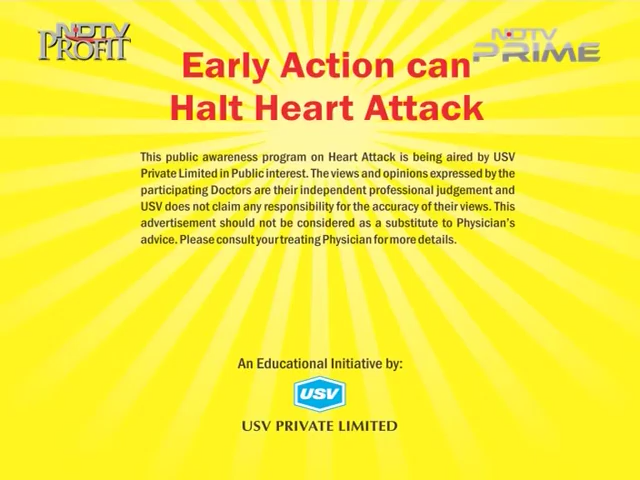 NDTV
PROFIT
NDTV
PRIME
Early Action can
Halt Heart Attack
This public awareness program on Heart Attack is being aired by USV
Private Limited in Public interest. The views and opinions expressed by the
participating Doctors are their independent professional judgement and
USV does not claim any responsibility for the accuracy of their views. This
advertisement should not be considered as a substitute to Physician's
advice. Please consult your treating Physician for more details.
An Educational Initiative by:
USV
USV PRIVATE LIMITED